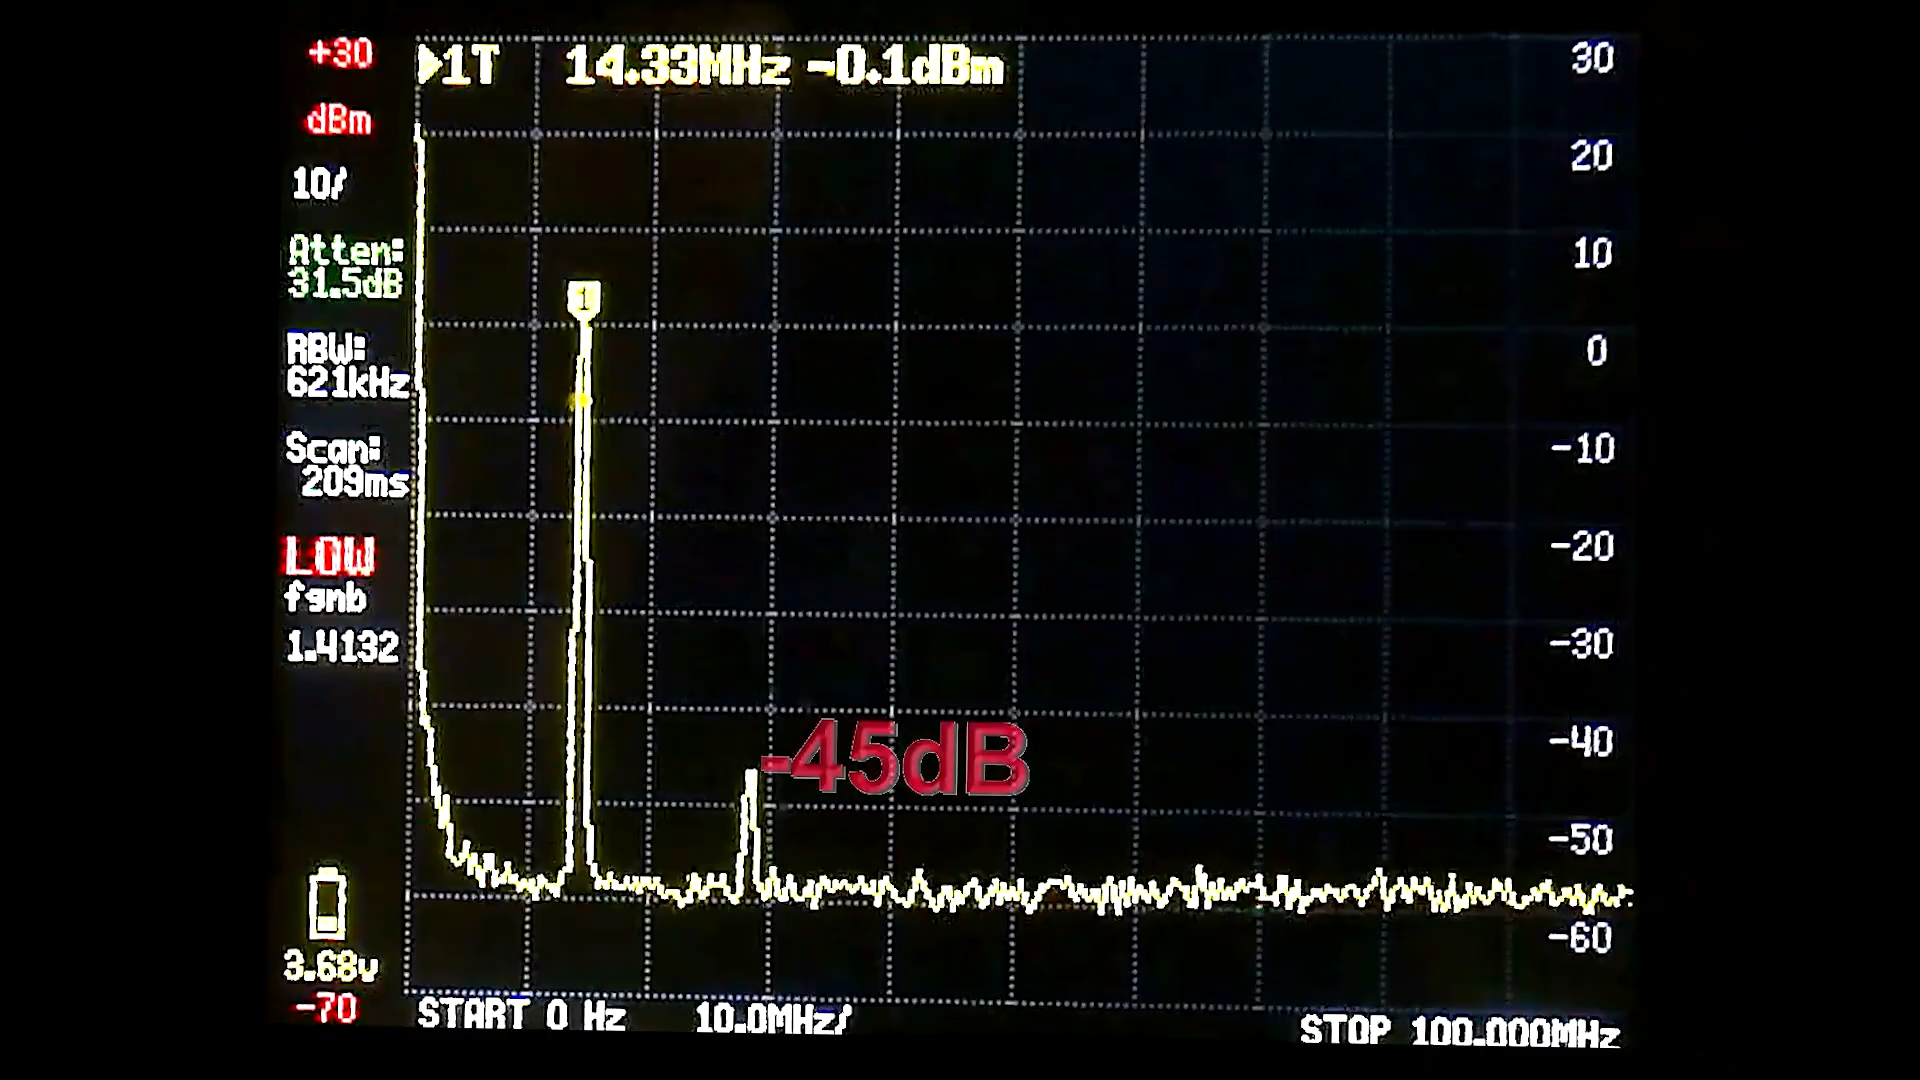 +30
dBm
10/
Atten:
31.5dB
RBW:
621kHz
Scan:
209ms
LOW
fgnb
1.4132
3.68v
-70
1T 14.33MHz -0.1dBm
1
30
20
10
0
-10
-20
-30
-40
-50
-60
-45dB
START 0 Hz 10.0MHz/ STOP 100.000MHz